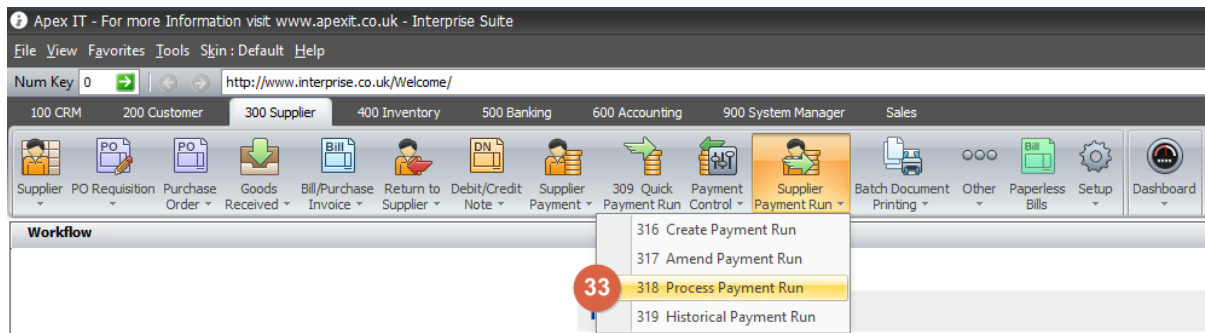 Apex IT - For more Information visit www.apexit.co.uk - Interprise Suite
File View Favorites Tools Skin : Default Help
Num Key 0 http://www.interprise.co.uk/Welcome/
100 CRM 200 Customer 300 Supplier 400 Inventory 500 Banking 600 Accounting 900 System Manager Sales
PO PO Bill DN Bill
Supplier PO Requisition Purchase Goods Bill/Purchase Return to Debit/Credit Supplier 309 Quick Payment Supplier Batch Document Other Paperless Setup Dashboard
Order Received Invoice Supplier Note Payment Payment Run Control Payment Run Printing Bills
Workflow
316 Create Payment Run
317 Amend Payment Run
33 318 Process Payment Run
319 Historical Payment Run